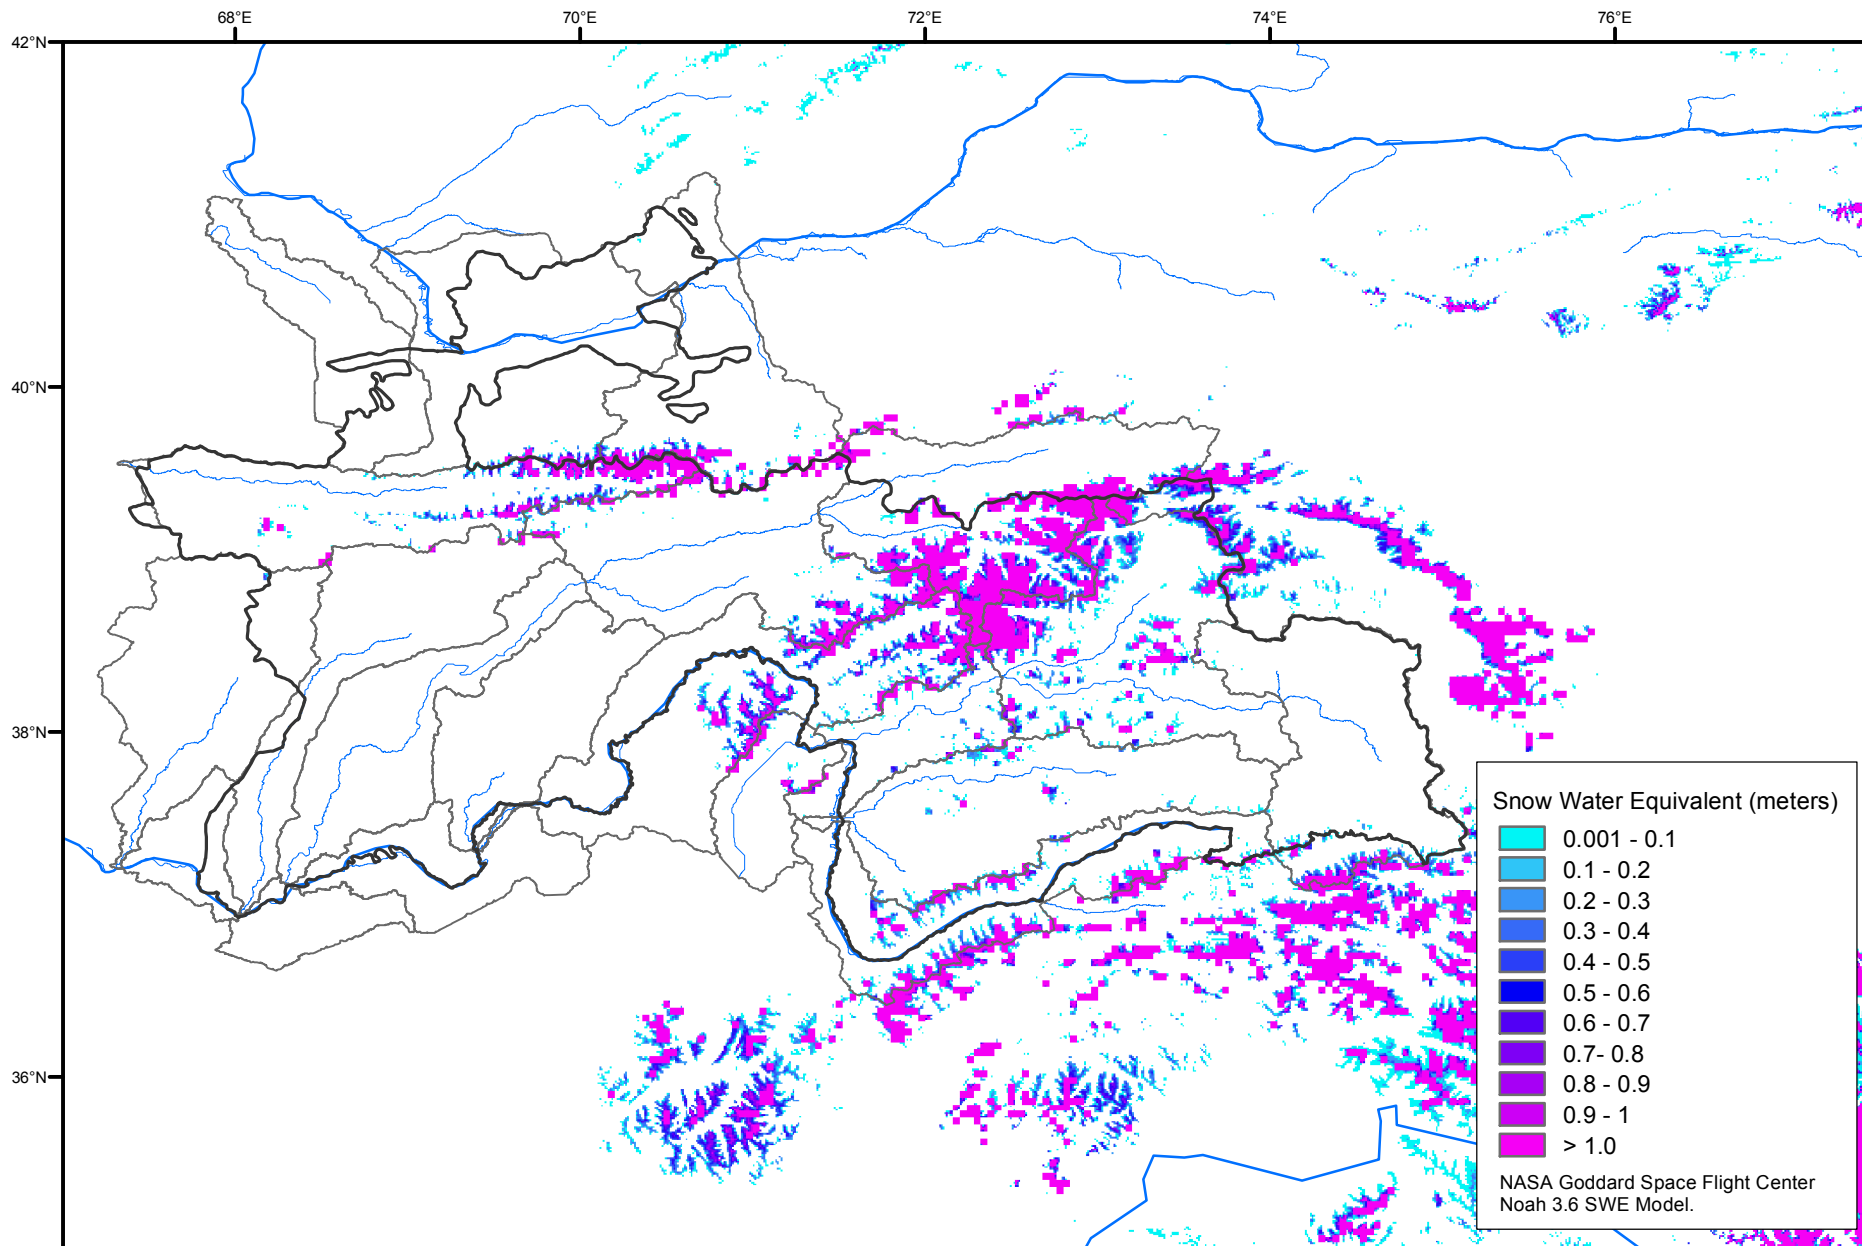 68°E
70°E
72°E
74°E
76°E
42°N
40°N
38°N
36°N
Snow Water Equivalent (meters)
0.001 - 0.1
0.1 - 0.2
0.2 - 0.3
0.3 - 0.4
0.4 - 0.5
0.5 - 0.6
0.6 - 0.7
0.7- 0.8
0.8 - 0.9
0.9 - 1
> 1.0
NASA Goddard Space Flight Center
Noah 3.6 SWE Model.